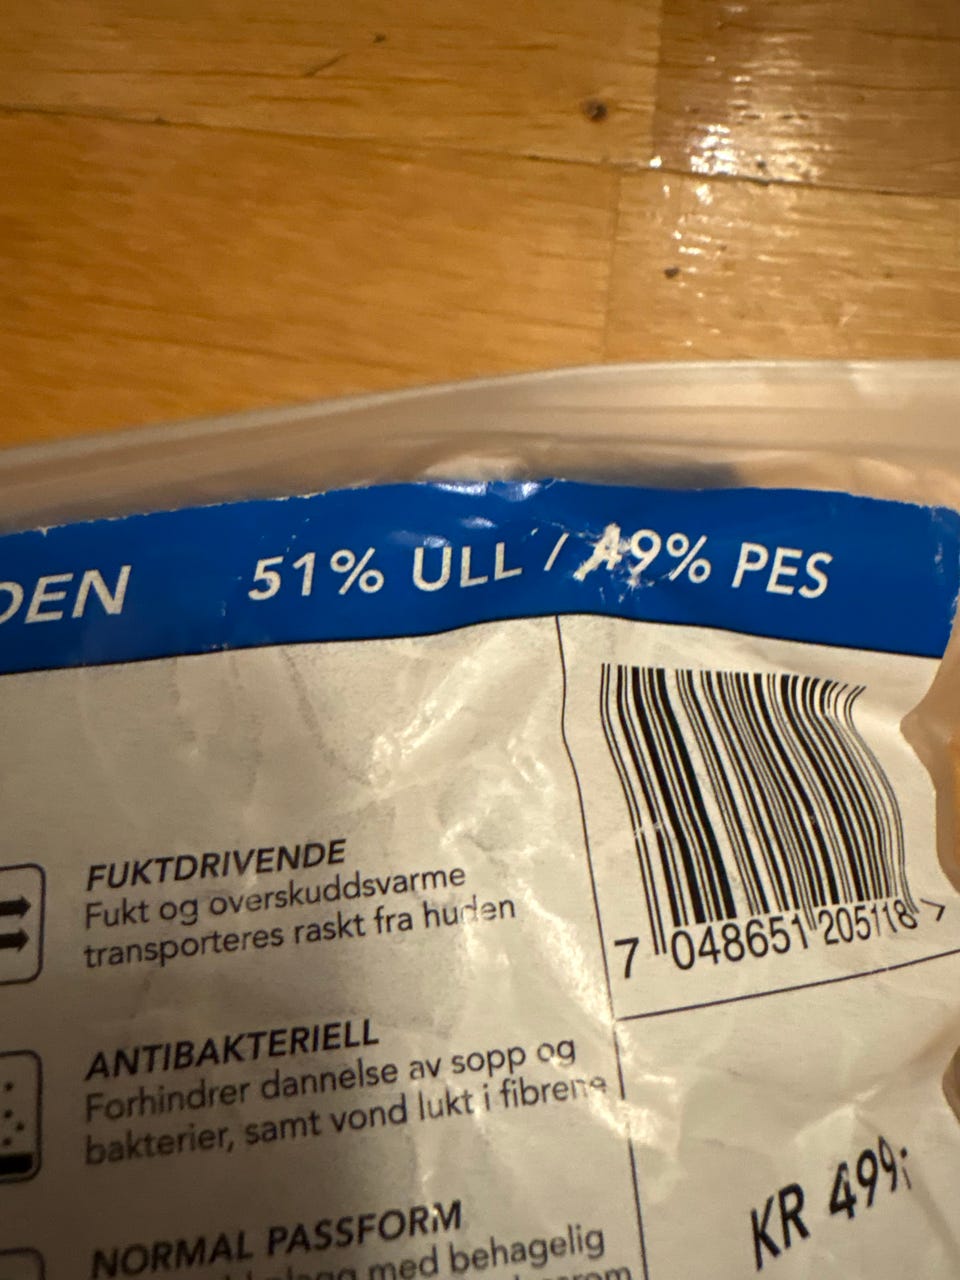 DEN 51% ULL / 49% PES
FUKTDRIVENDE
Fukt og overskuddsvarme
transporteres raskt fra huden
7 048651 205118 >
ANTIBAKTERIELL
Forhindrer dannelse av sopp og
bakterier, samt vond lukt i fibrene
KR 499,-
NORMAL PASSFORM
med behagelig